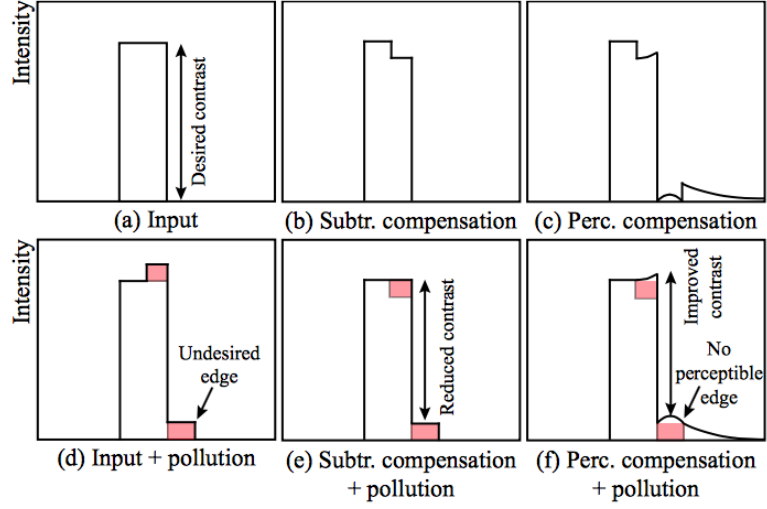 Intensity
Desired contrast
(a) Input
(b) Subtr. compensation
(c) Perc. compensation
Intensity
Undesired
edge
(d) Input + pollution
Reduced contrast
(e) Subtr. compensation
+ pollution
Improved
contrast
No
perceptible
edge
(f) Perc. compensation
+ pollution